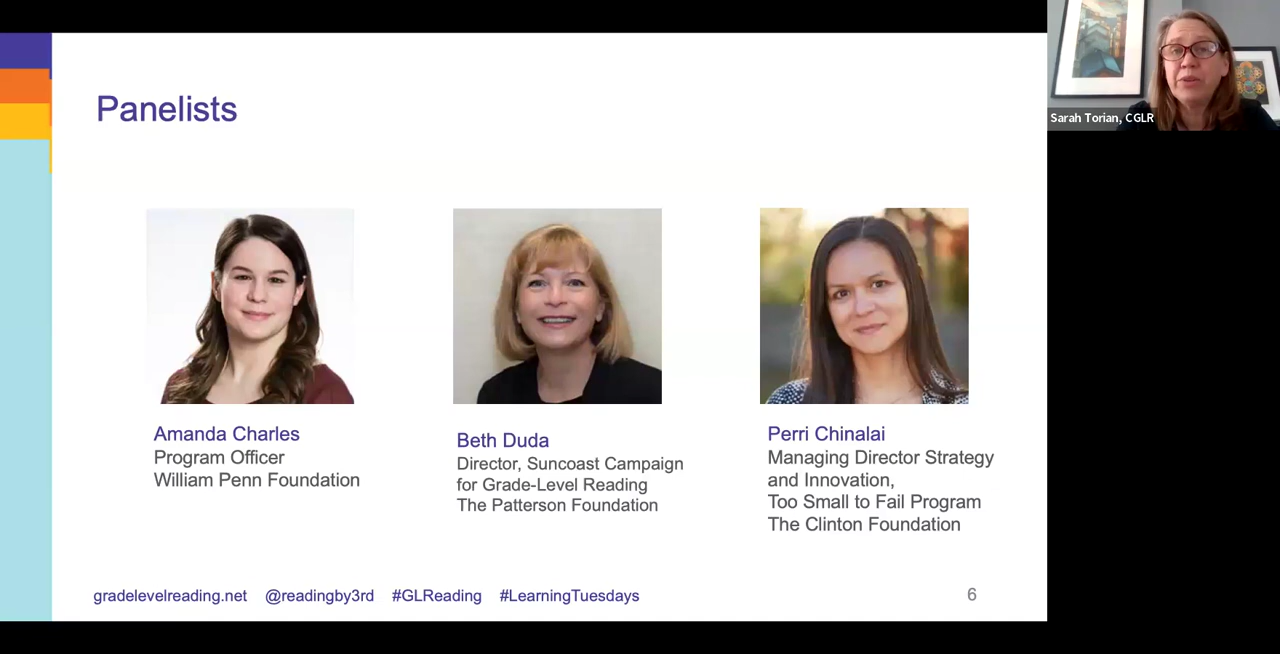 Panelists
Sarah Torian, CGLR
Amanda Charles
Program Officer
William Penn Foundation
Beth Duda
Director, Suncoast Campaign
for Grade-Level Reading
The Patterson Foundation
Perri Chinalai
Managing Director Strategy
and Innovation,
Too Small to Fail Program
The Clinton Foundation
gradelevelreading.net @readingby3rd #GLReading #LearningTuesdays
6